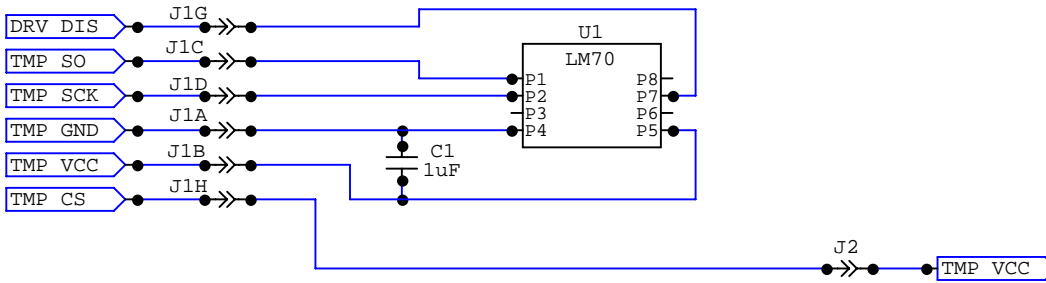 J1G
DRV DIS
U1
J1C
TMP SO
LM70
P1 P8
J1D
TMP SCK
P2 P7
P3 P6
J1A
TMP GND
P4 P5
J1B
C1
TMP VCC
1uF
J1H
TMP CS
J2
TMP VCC